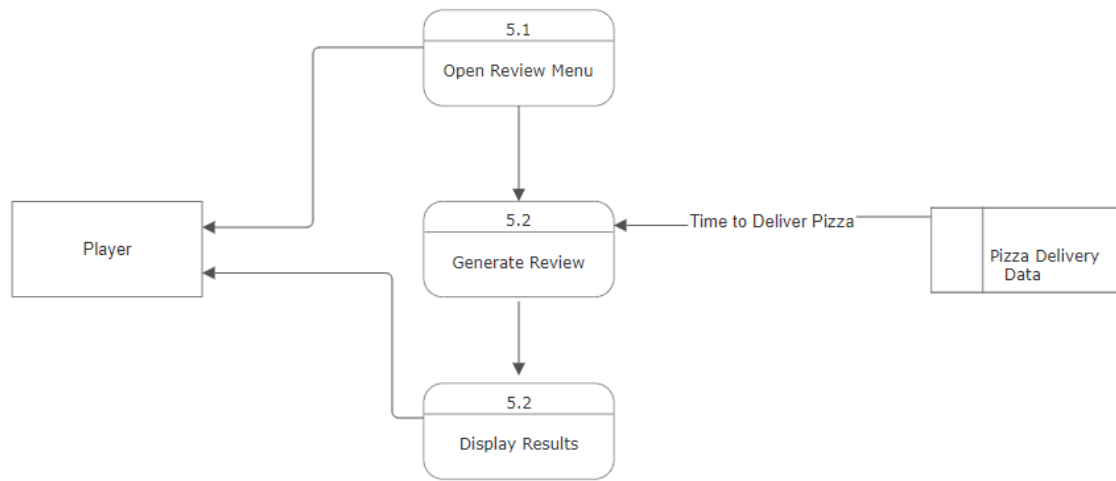 5.1
Open Review Menu
Player
5.2
Generate Review
Time to Deliver Pizza
Pizza Delivery
Data
5.2
Display Results